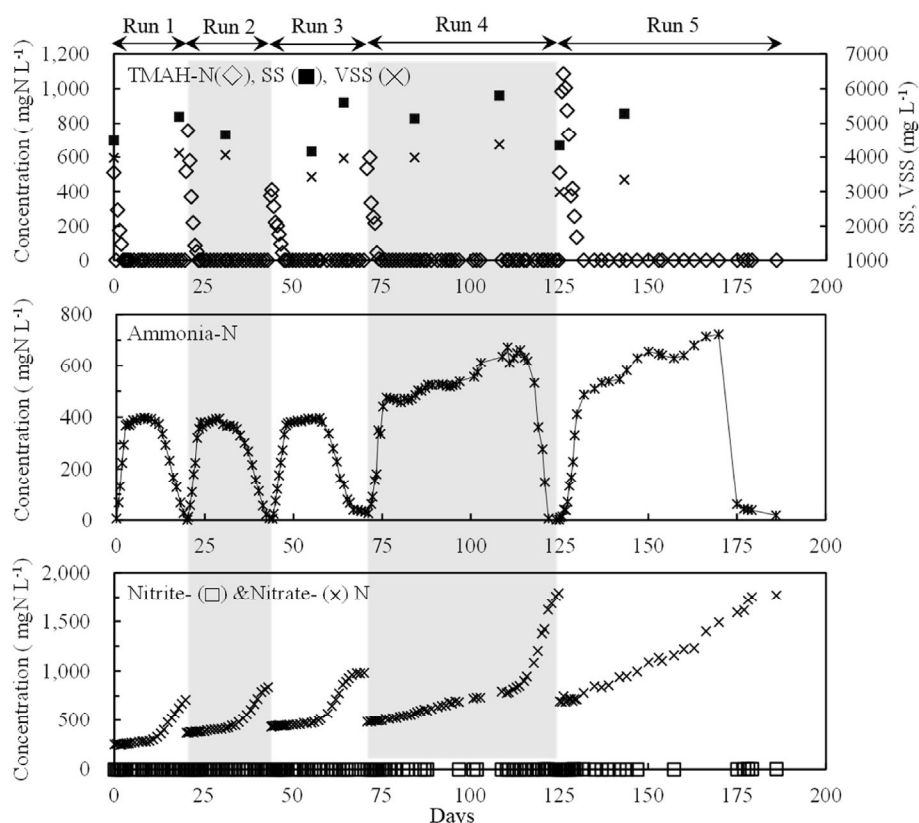 Run 1 Run 2 Run 3 Run 4 Run 5
TMAH-N(◇), SS (■), VSS (×)
Concentration ( mgN L⁻¹)
1,200
1,000
800
600
400
200
0
SS, VSS (mg L⁻¹)
7000
6000
5000
4000
3000
2000
1000
0 25 50 75 100 125 150 175 200
Ammonia-N
Concentration ( mgN L⁻¹)
800
600
400
200
0
0 25 50 75 100 125 150 175 200
Nitrite- (□) &Nitrate- (×) N
Concentration ( mgN L⁻¹)
2,000
1,500
1,000
500
0
0 25 50 75 100 125 150 175 200
Days